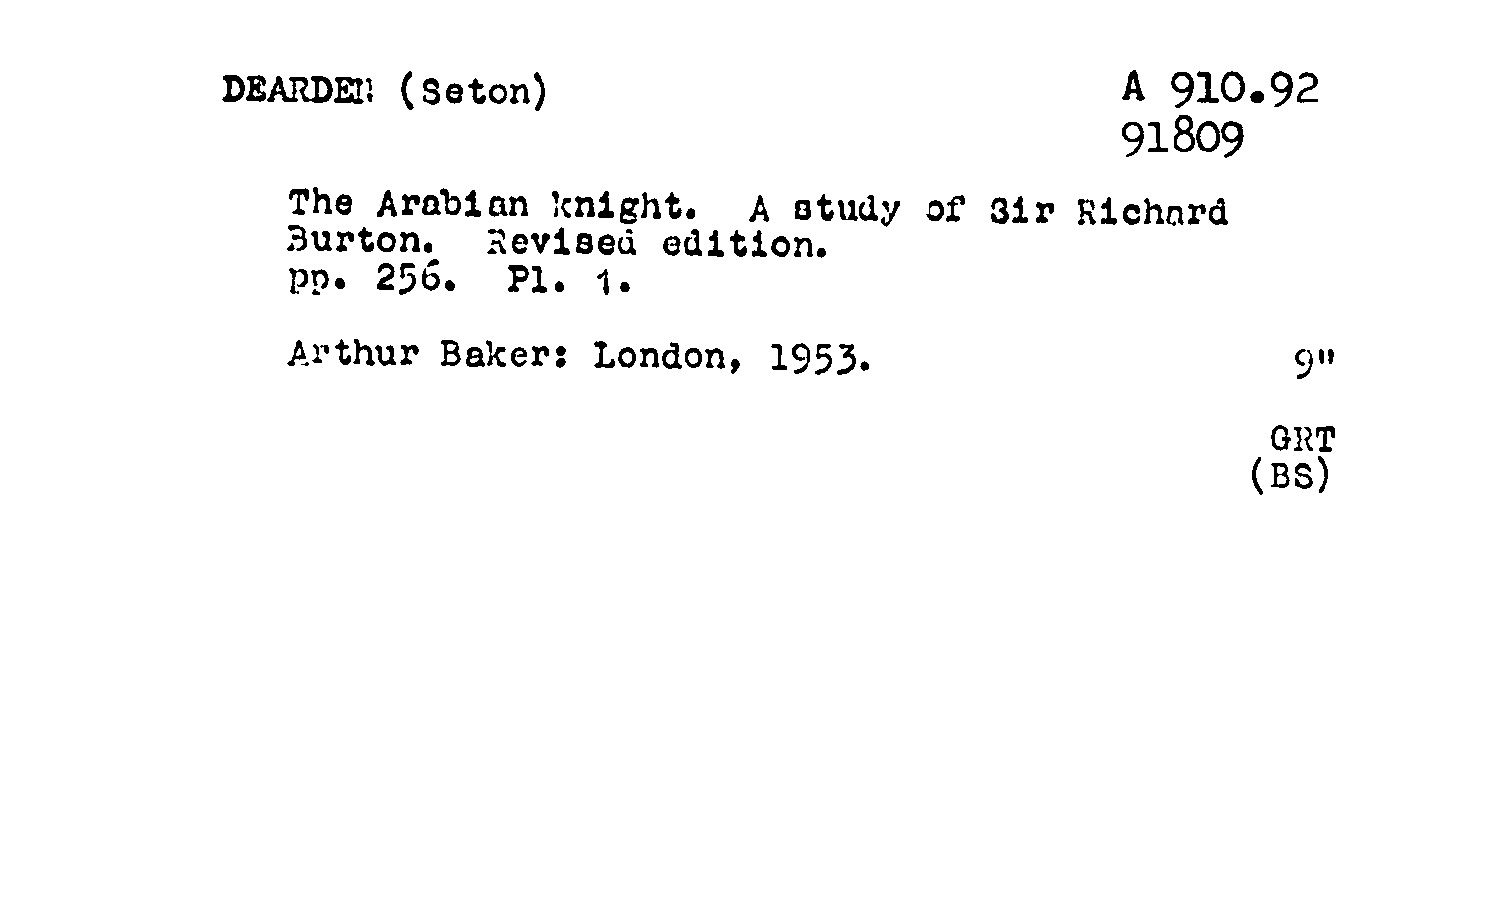 DEARDEN (Seton)
A 910.92
91809
The Arabian knight. A study of Sir Richard
Burton. Revised edition.
pp. 256. Pl. 1.
Arthur Baker: London, 1953.
9"
GRT
(BS)